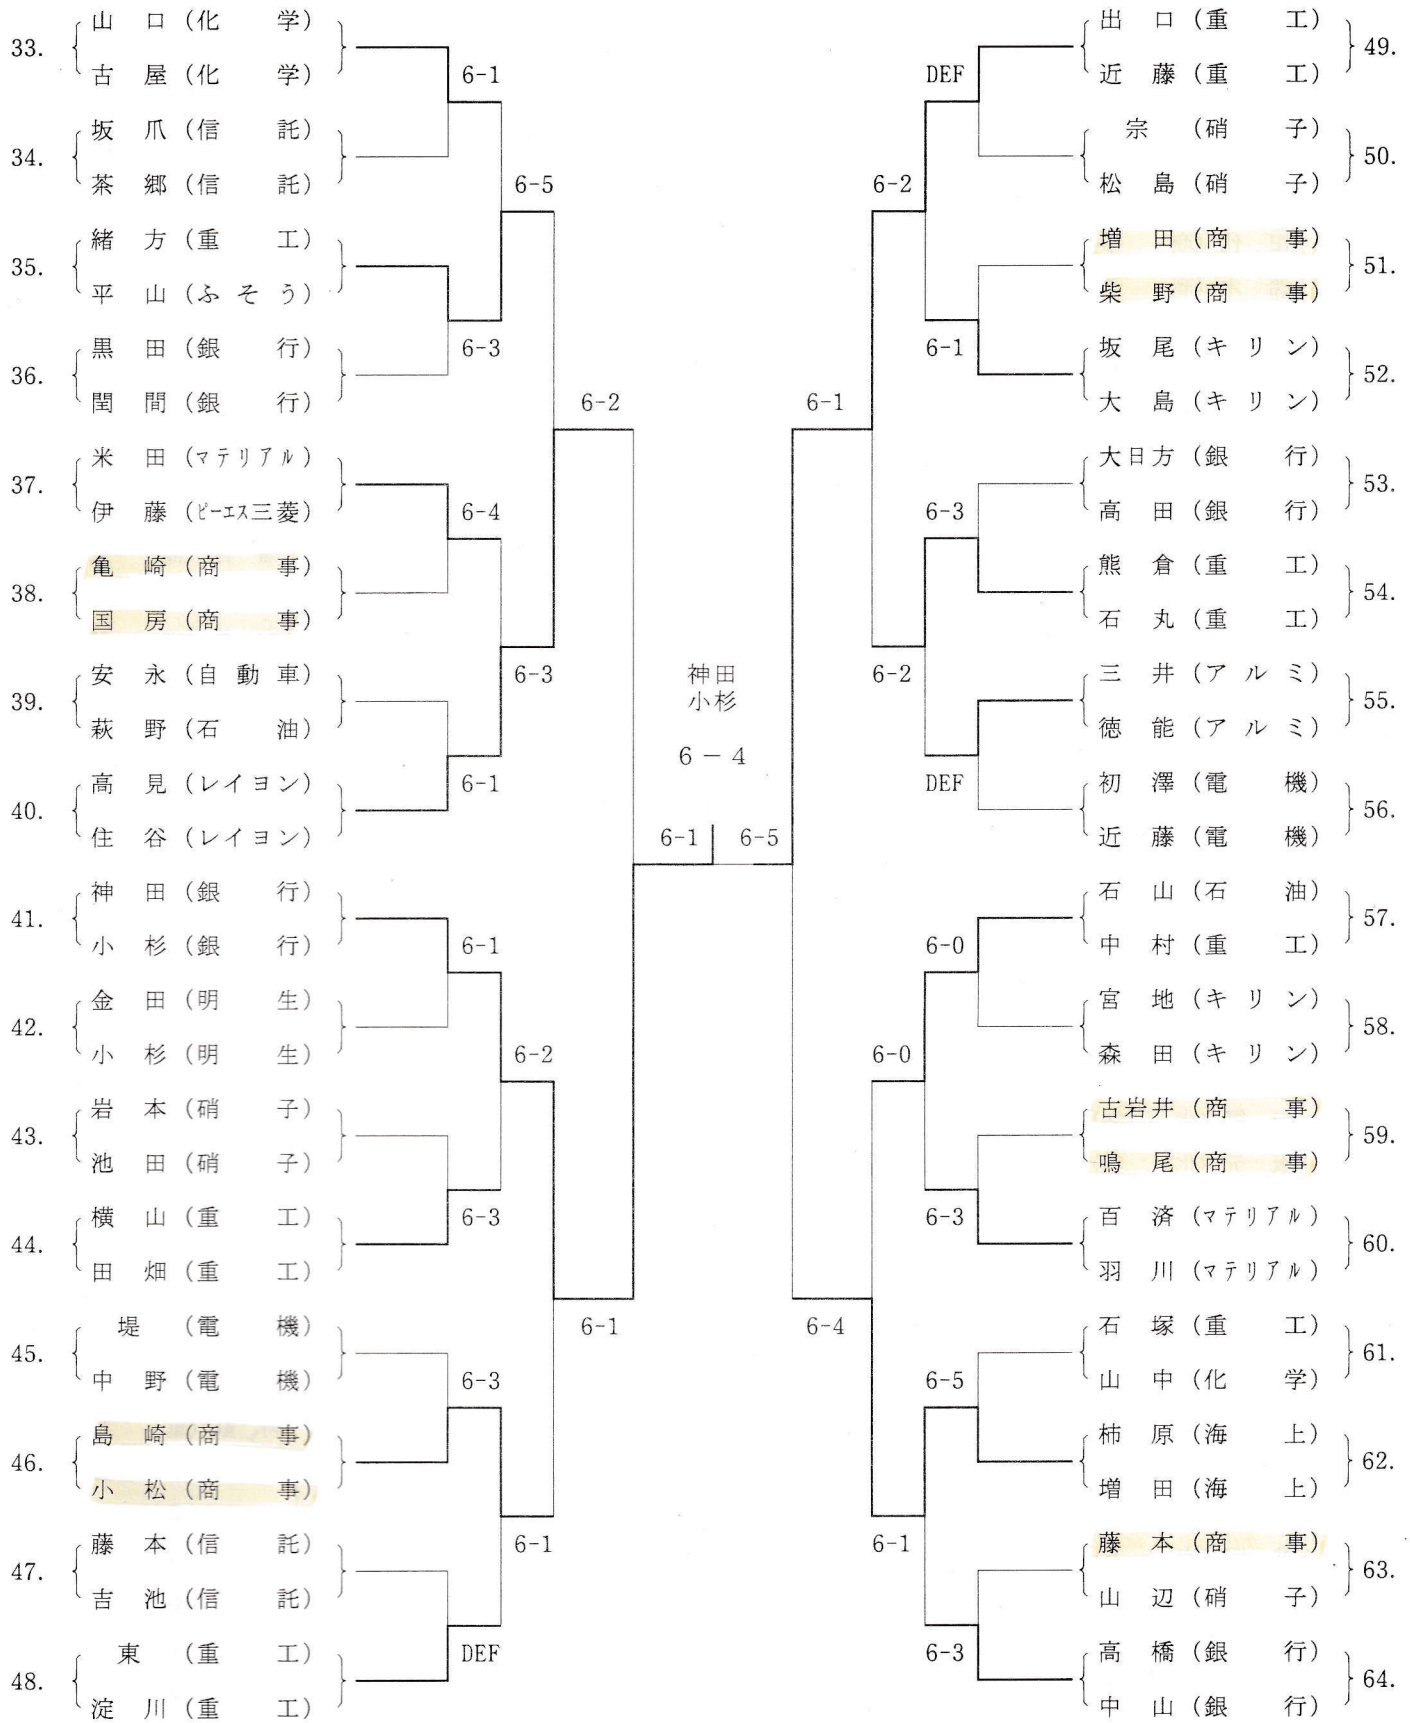 33.
山口(化学)
古屋(化学)
34.
坂爪(信託)
茶郷(信託)
35.
緒方(重工)
平山(ふそう)
36.
黒田(銀行)
閏間(銀行)
37.
米田(マテリアル)
伊藤(ピーエス三菱)
38.
亀崎(商事)
国房(商事)
39.
安永(自動車)
萩野(石油)
40.
高見(レイヨン)
住谷(レイヨン)
41.
神田(銀行)
小杉(銀行)
42.
金田(明生)
小杉(明生)
43.
岩本(硝子)
池田(硝子)
44.
横山(重工)
田畑(重工)
45.
堤(電機)
中野(電機)
46.
島崎(商事)
小松(商事)
47.
藤本(信託)
吉池(信託)
48.
東(重工)
淀川(重工)
6-1
6-3
6-4
6-1
6-1
6-3
6-3
DEF
6-5
6-3
6-2
6-1
6-2
6-1
6-1
神田
小杉
6-4
6-5
6-1
6-4
6-2
6-2
6-0
6-1
DEF
6-1
6-3
DEF
6-0
6-3
6-5
6-3
出口(重工)
近藤(重工)
49.
宗(硝子)
松島(硝子)
50.
増田(商事)
柴野(商事)
51.
坂尾(キリン)
大島(キリン)
52.
大日方(銀行)
高田(銀行)
53.
熊倉(重工)
石丸(重工)
54.
三井(アルミ)
徳能(アルミ)
55.
初澤(電機)
近藤(電機)
56.
石山(石油)
中村(重工)
57.
宮地(キリン)
森田(キリン)
58.
古岩井(商事)
鳴尾(商事)
59.
百済(マテリアル)
羽川(マテリアル)
60.
石塚(重工)
山中(化学)
61.
柿原(海上)
増田(海上)
62.
藤本(商事)
山辺(硝子)
63.
高橋(銀行)
中山(銀行)
64.